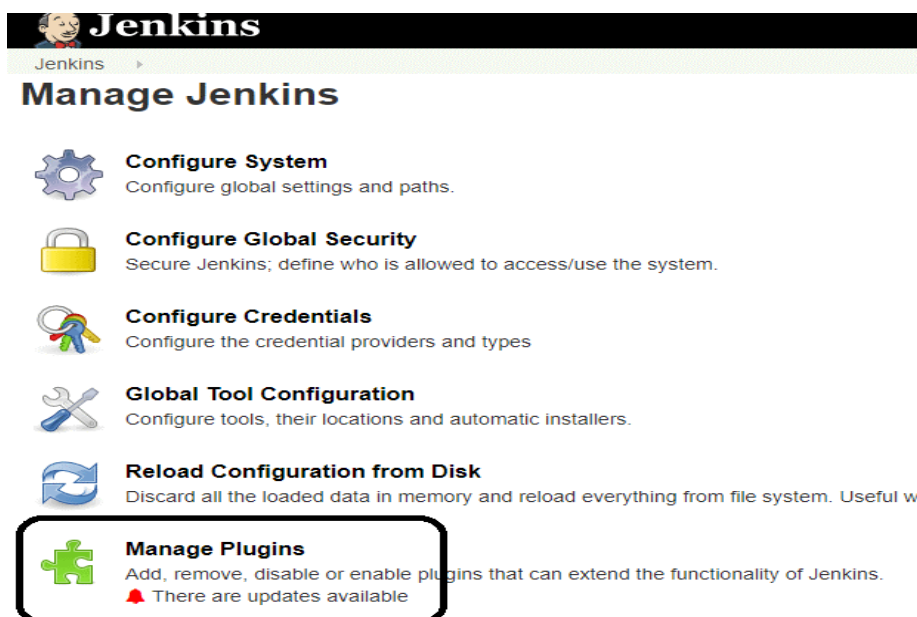 Jenkins
Jenkins
Manage Jenkins
Configure System
Configure global settings and paths.
Configure Global Security
Secure Jenkins; define who is allowed to access/use the system.
Configure Credentials
Configure the credential providers and types
Global Tool Configuration
Configure tools, their locations and automatic installers.
Reload Configuration from Disk
Discard all the loaded data in memory and reload everything from file system. Useful w
Manage Plugins
Add, remove, disable or enable plugins that can extend the functionality of Jenkins.
There are updates available